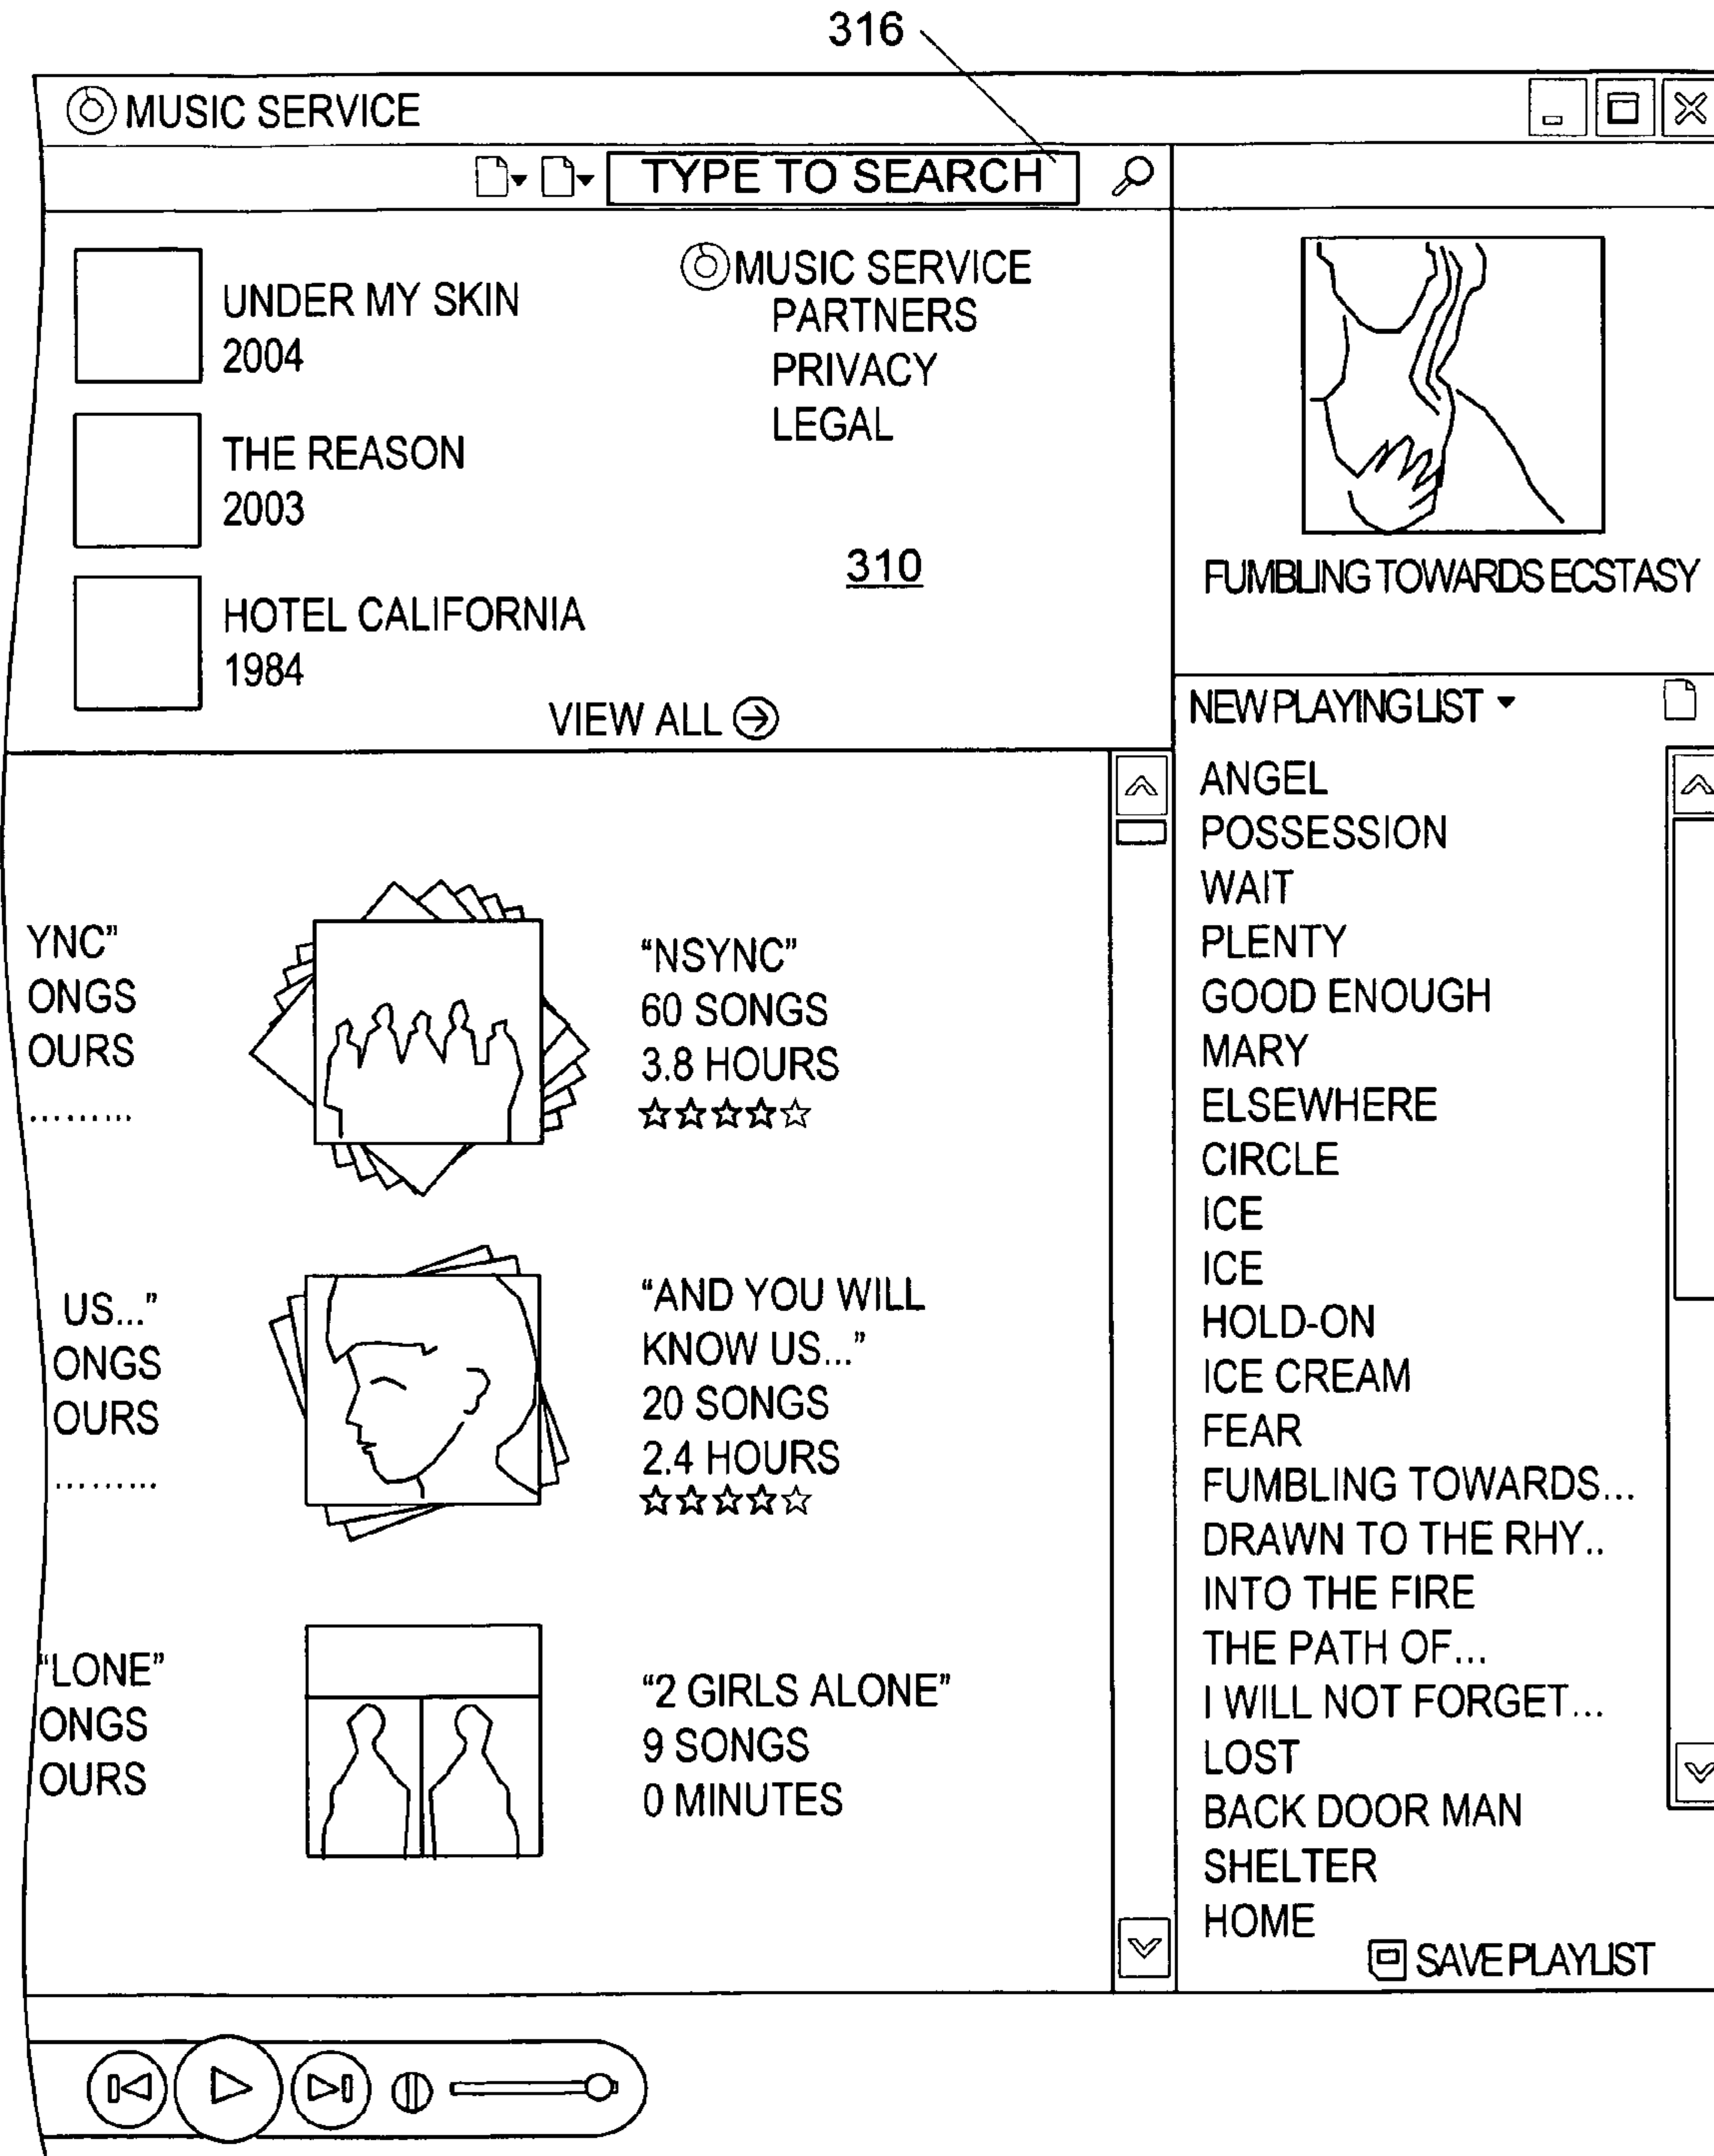 316
MUSIC SERVICE
TYPE TO SEARCH
UNDER MY SKIN
2004
THE REASON
2003
HOTEL CALIFORNIA
1984
MUSIC SERVICE
PARTNERS
PRIVACY
LEGAL
310
VIEW ALL
FUMBLING TOWARDS ECSTASY
YNC”
ONGS
OURS
.........
“NSYNC”
60 SONGS
3.8 HOURS
US...”
ONGS
OURS
.........
“AND YOU WILL
KNOW US...”
20 SONGS
2.4 HOURS
“LONE”
ONGS
OURS
“2 GIRLS ALONE”
9 SONGS
0 MINUTES
NEW PLAYING LIST
ANGEL
POSSESSION
WAIT
PLENTY
GOOD ENOUGH
MARY
ELSEWHERE
CIRCLE
ICE
ICE
HOLD-ON
ICE CREAM
FEAR
FUMBLING TOWARDS...
DRAWN TO THE RHY..
INTO THE FIRE
THE PATH OF...
I WILL NOT FORGET...
LOST
BACK DOOR MAN
SHELTER
HOME
SAVE PLAYLIST